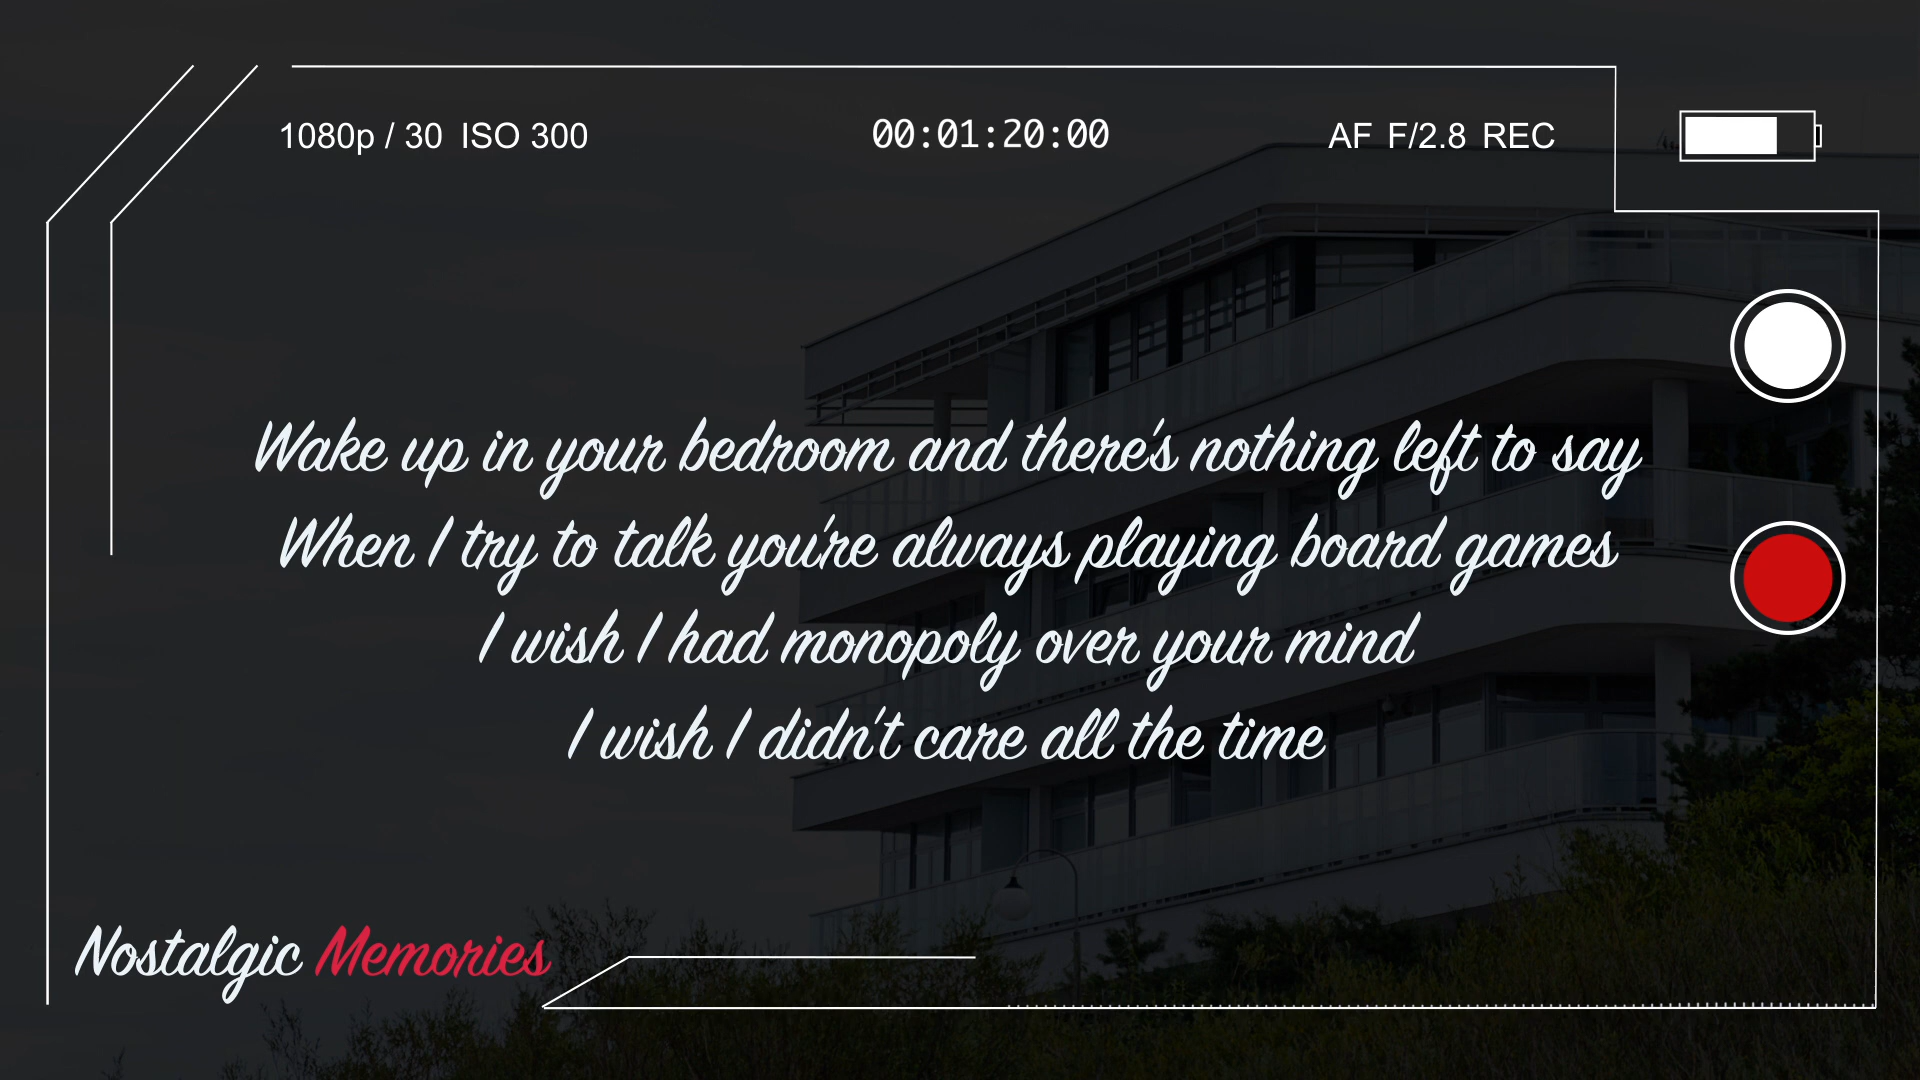 1080p / 30 ISO 300
00:01:20:00
AF F/2.8 REC
Wake up in your bedroom and there's nothing left to say
When I try to talk you're always playing board games
I wish I had monopoly over your mind
I wish I didn't care all the time
Nostalgic Memories